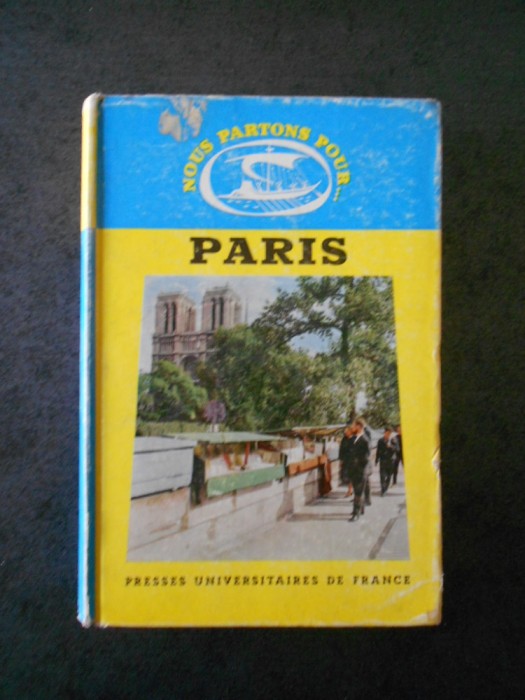 NOUS PARTONS POUR...
PARIS
PRESSES UNIVERSITAIRES DE FRANCE